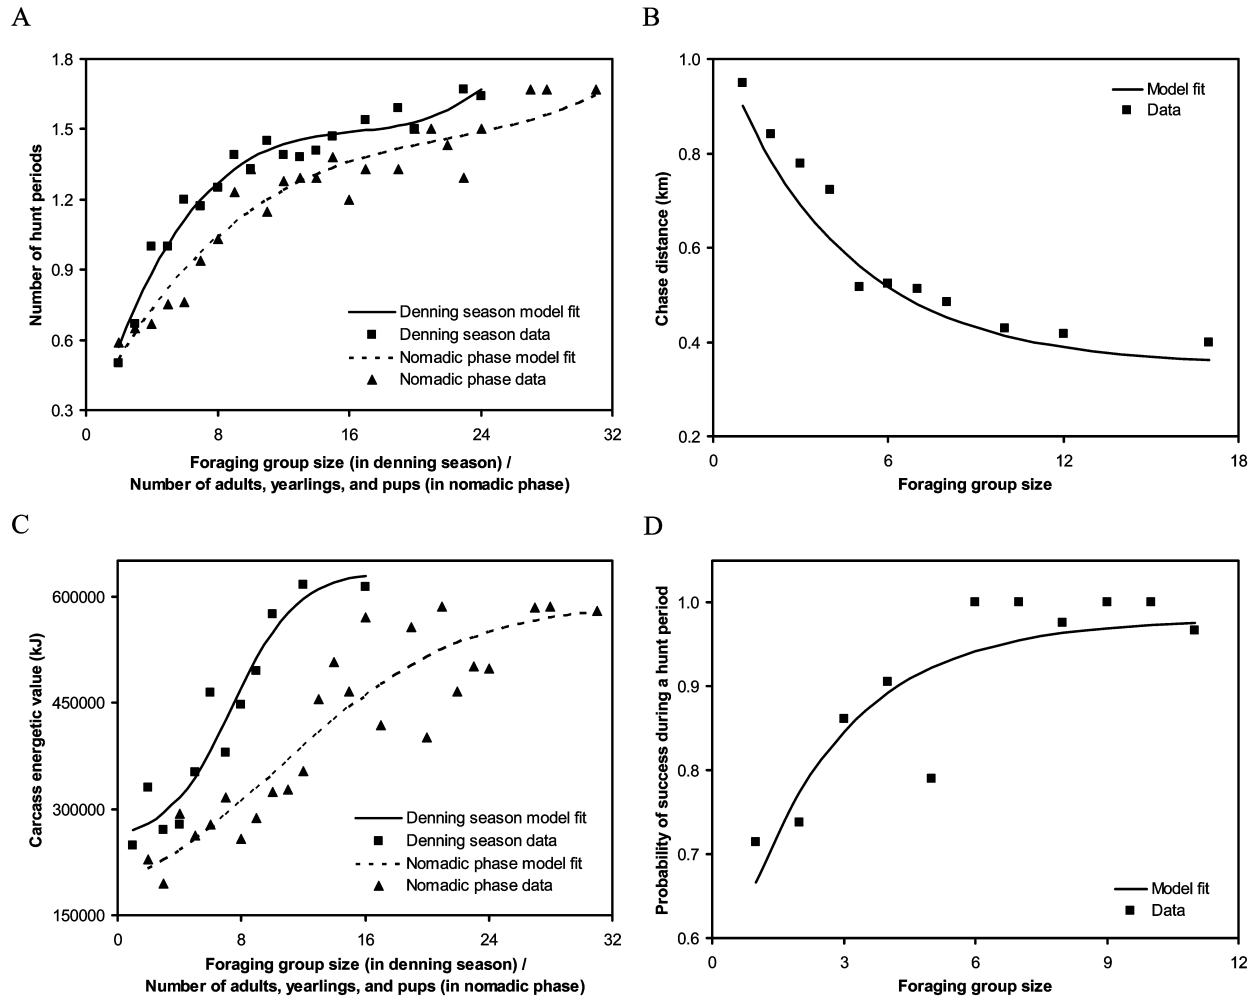 A
1.8
1.5
1.2
0.9
0.6
0.3
Number of hunt periods
Denning season model fit
Denning season data
Nomadic phase model fit
Nomadic phase data
0 8 16 24 32
Foraging group size (in denning season) /
Number of adults, yearlings, and pups (in nomadic phase)
B
1.0
0.8
0.6
0.4
0.2
Chase distance (km)
Model fit
Data
0 6 12 18
Foraging group size
C
600000
450000
300000
150000
Carcass energetic value (kJ)
Denning season model fit
Denning season data
Nomadic phase model fit
Nomadic phase data
0 8 16 24 32
Foraging group size (in denning season) /
Number of adults, yearlings, and pups (in nomadic phase)
D
1.0
0.9
0.8
0.7
0.6
Probability of success during a hunt period
Model fit
Data
0 3 6 9 12
Foraging group size